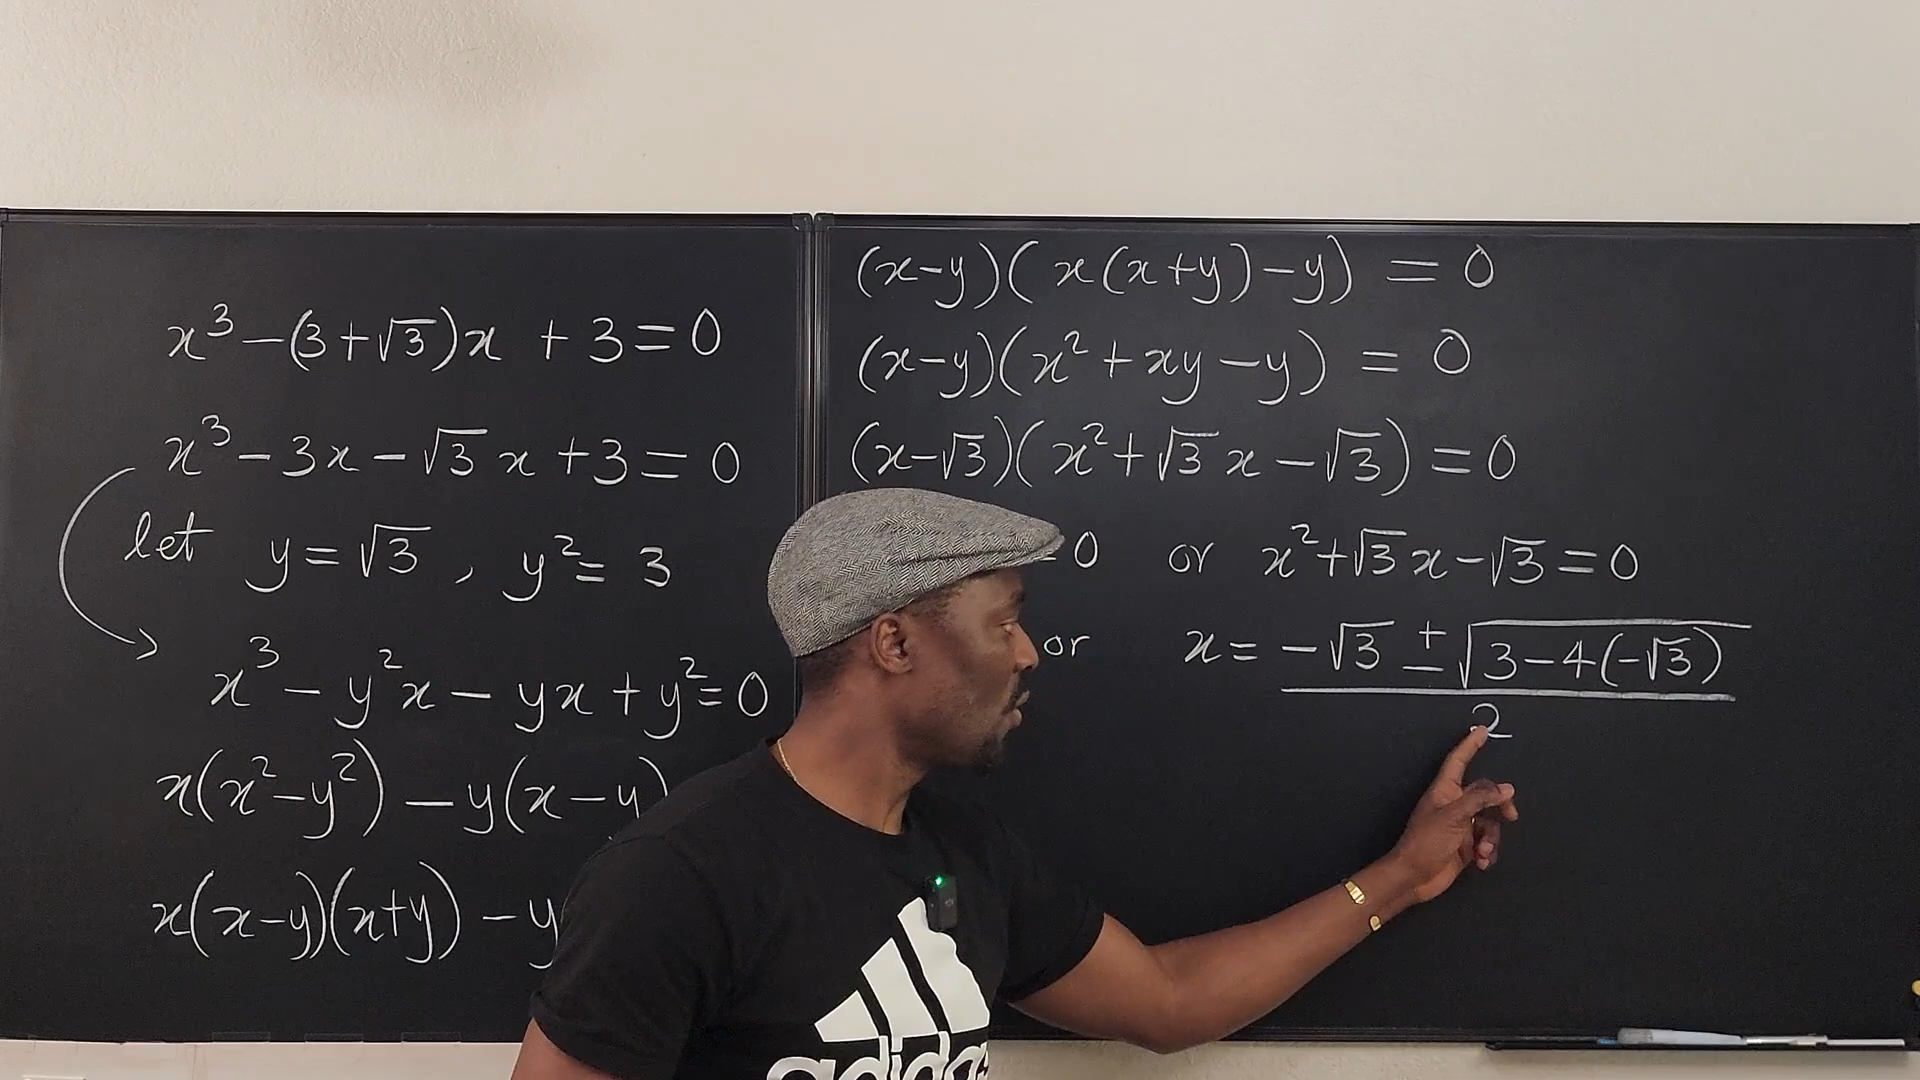 x³ − (3+√3)x + 3 = 0
x³ − 3x − √3 x + 3 = 0
let y = √3 , y² = 3
x³ − y²x − yx + y² = 0
x(x² − y²) − y(x − y)
x(x − y)(x + y) − y
(x − y)( x(x + y) − y) = 0
(x − y)(x² + xy − y) = 0
(x − √3)(x² + √3 x − √3) = 0
= 0 or x² + √3 x − √3 = 0
or x = (−√3 ± √(3 − 4(−√3))) / 2
adidas